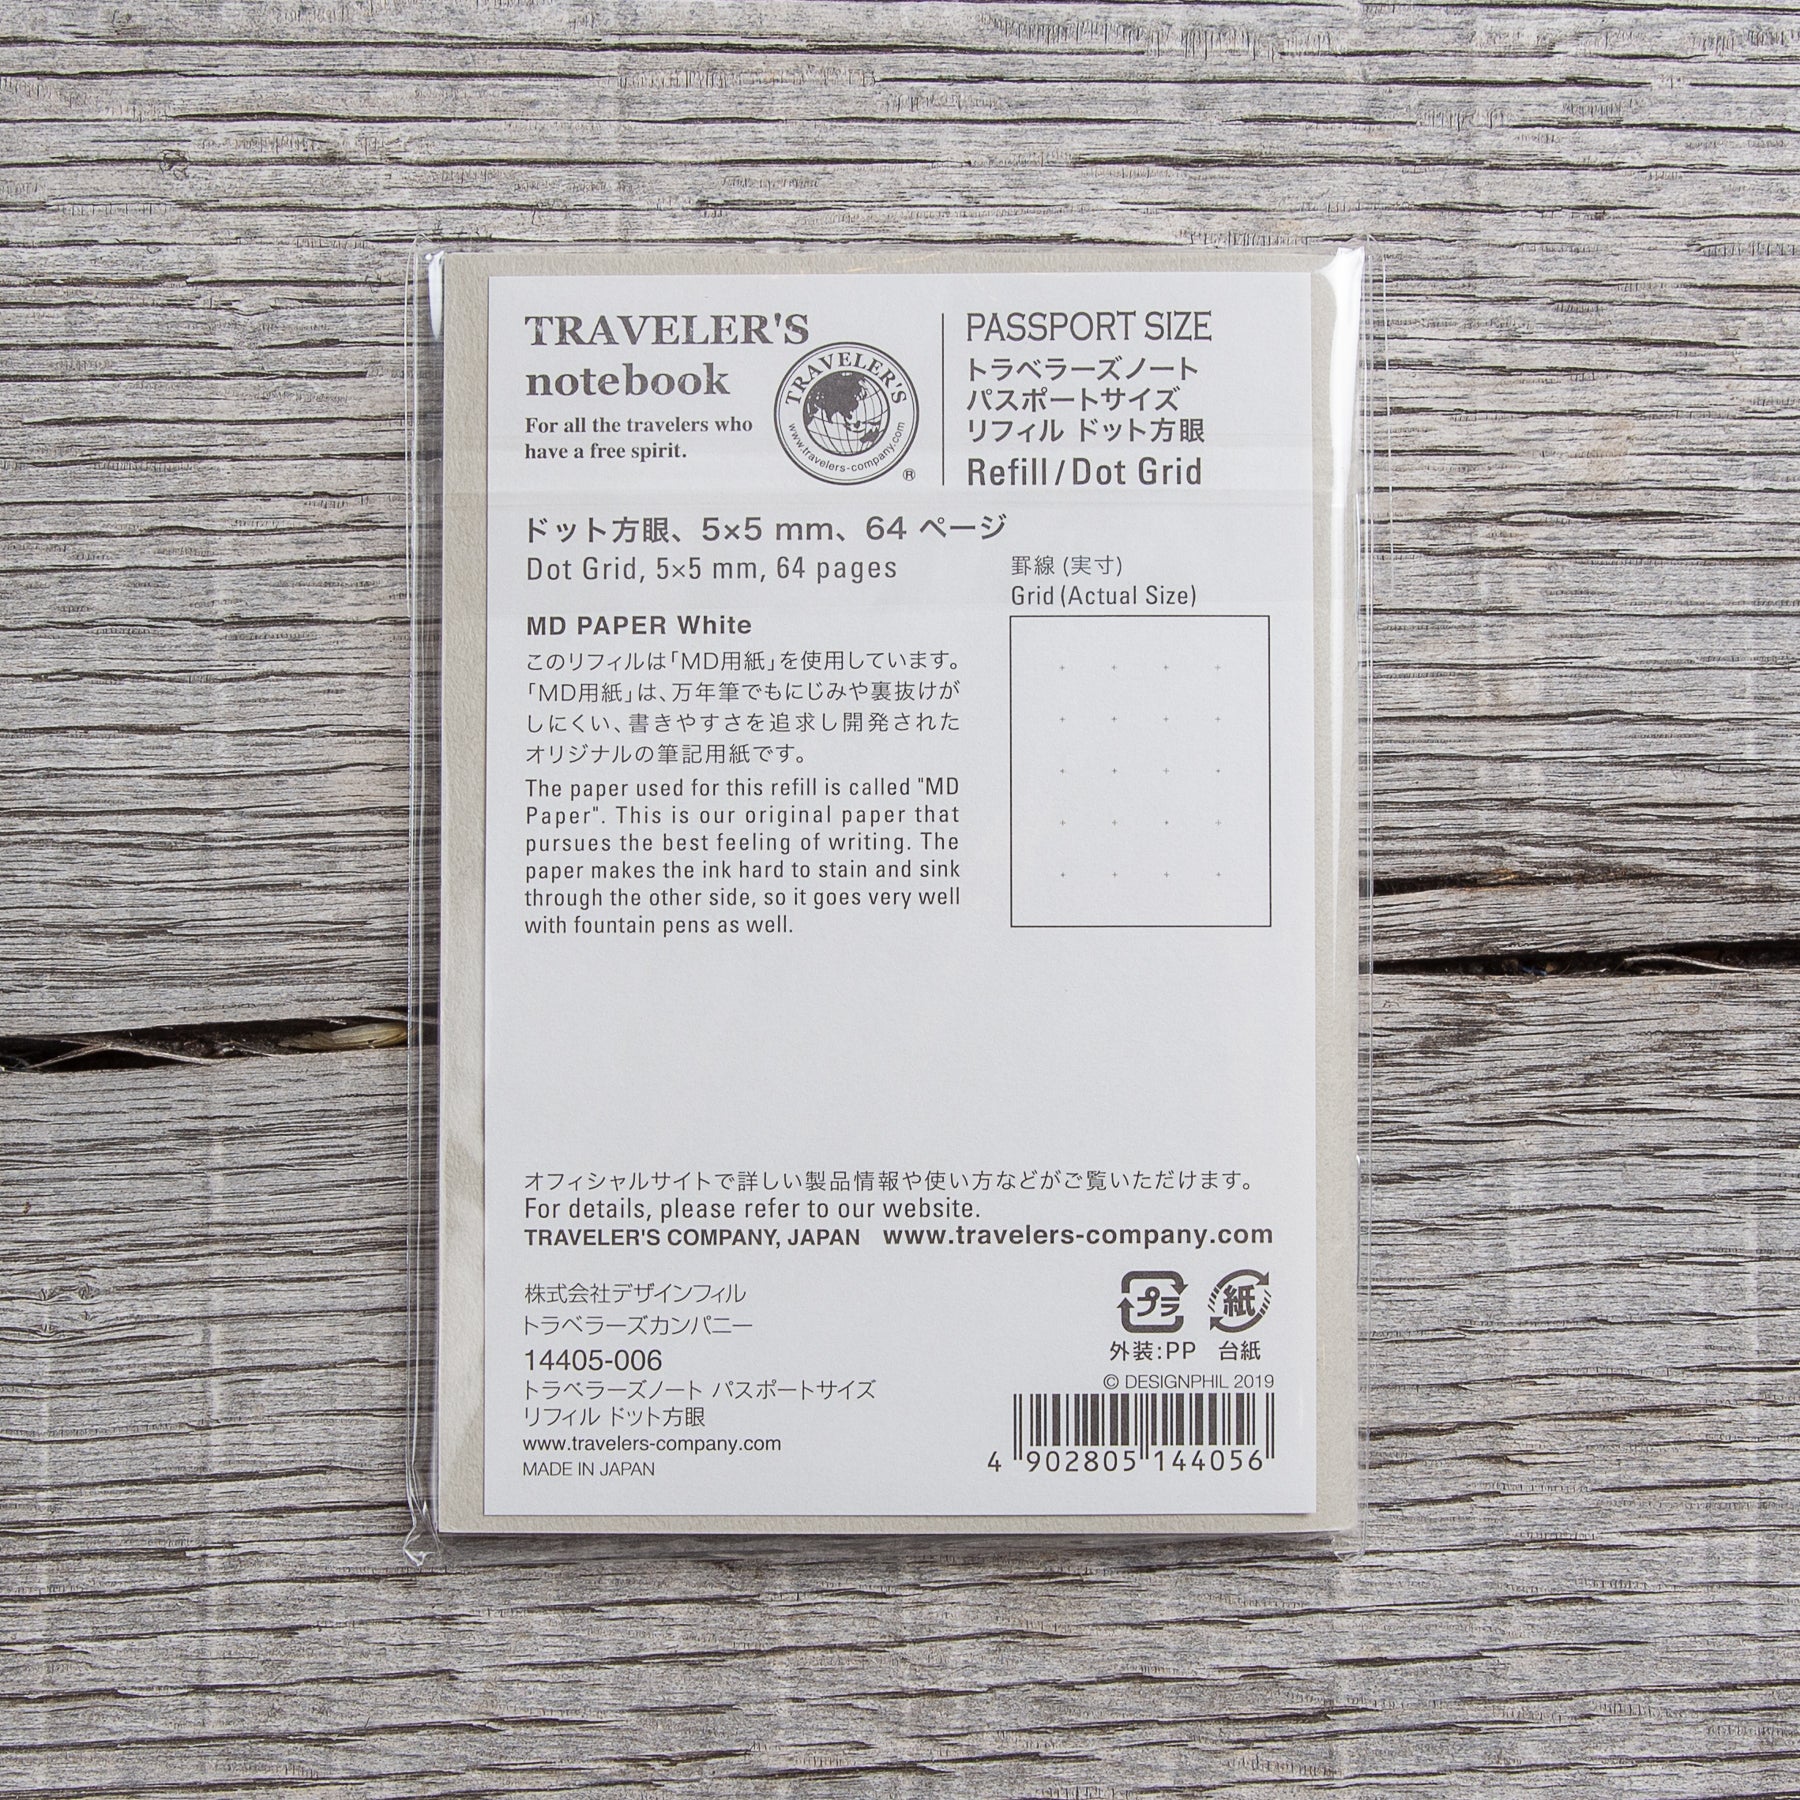 TRAVELER'S
notebook
For all the travelers who
have a free spirit.
TRAVELER'S
www.travelers-company.com
®
PASSPORT SIZE
トラベラーズノート
パスポートサイズ
リフィル ドット方眼
Refill / Dot Grid
ドット方眼、5×5 mm、64 ページ
Dot Grid, 5×5 mm, 64 pages
罫線 (実寸)
Grid (Actual Size)
MD PAPER White
このリフィルは「MD用紙」を使用しています。
「MD用紙」は、万年筆でもにじみや裏抜けが
しにくい、書きやすさを追求し開発された
オリジナルの筆記用紙です。
The paper used for this refill is called "MD
Paper". This is our original paper that
pursues the best feeling of writing. The
paper makes the ink hard to stain and sink
through the other side, so it goes very well
with fountain pens as well.
オフィシャルサイトで詳しい製品情報や使い方などがご覧いただけます。
For details, please refer to our website.
TRAVELER'S COMPANY, JAPAN www.travelers-company.com
株式会社デザインフィル
トラベラーズカンパニー
14405-006
トラベラーズノート パスポートサイズ
リフィル ドット方眼
www.travelers-company.com
MADE IN JAPAN
プラ 紙
外装:PP 台紙
© DESIGNPHIL 2019
4 902805 144056